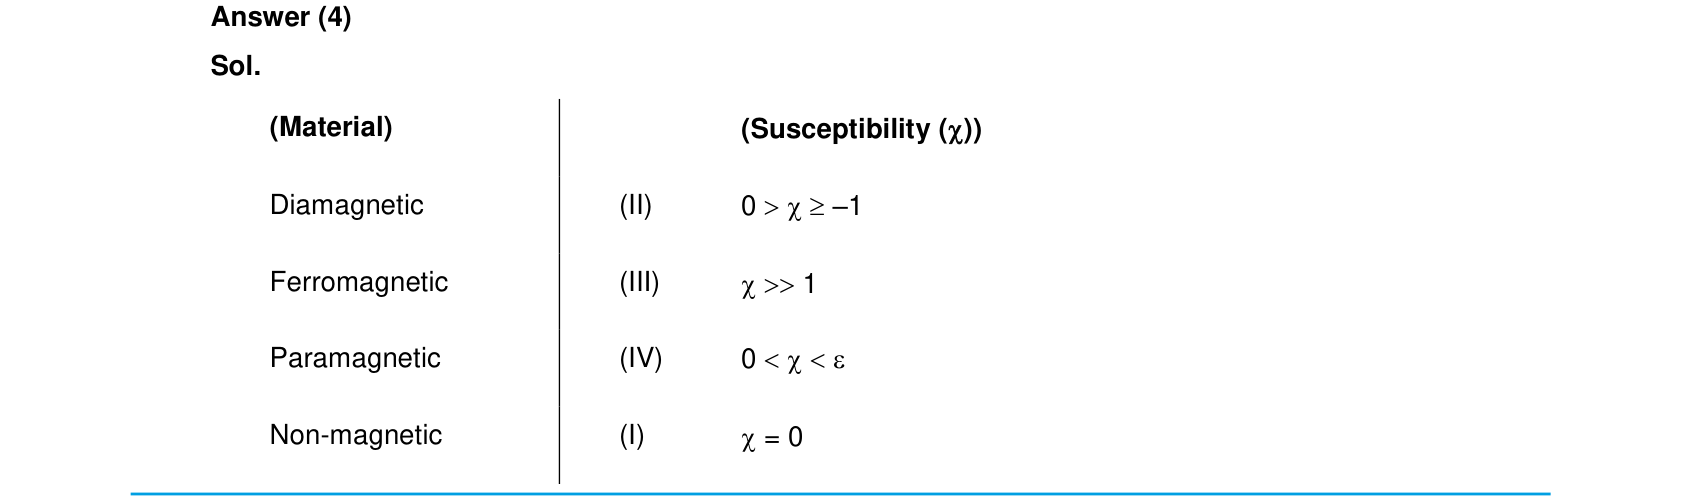 Answer (4)
Sol.
(Material) (Susceptibility (χ))
Diamagnetic (II) 0 > χ ≥ –1
Ferromagnetic (III) χ >> 1
Paramagnetic (IV) 0 < χ < ε
Non-magnetic (I) χ = 0